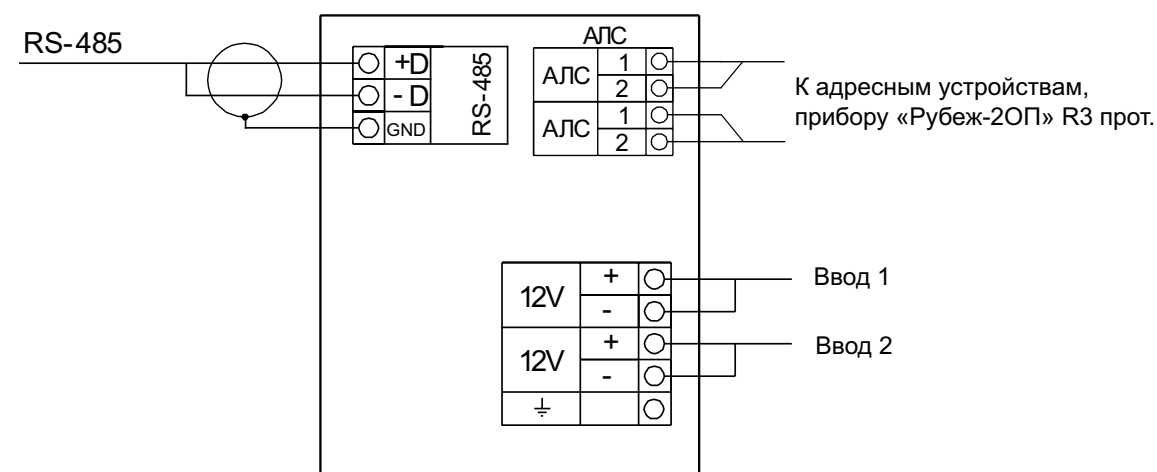 RS-485
+D
- D
GND
RS-485
АЛС
АЛС
1
2
АЛС
1
2
К адресным устройствам,
прибору «Рубеж-2ОП» R3 прот.
12V
+
-
Ввод 1
12V
+
-
Ввод 2